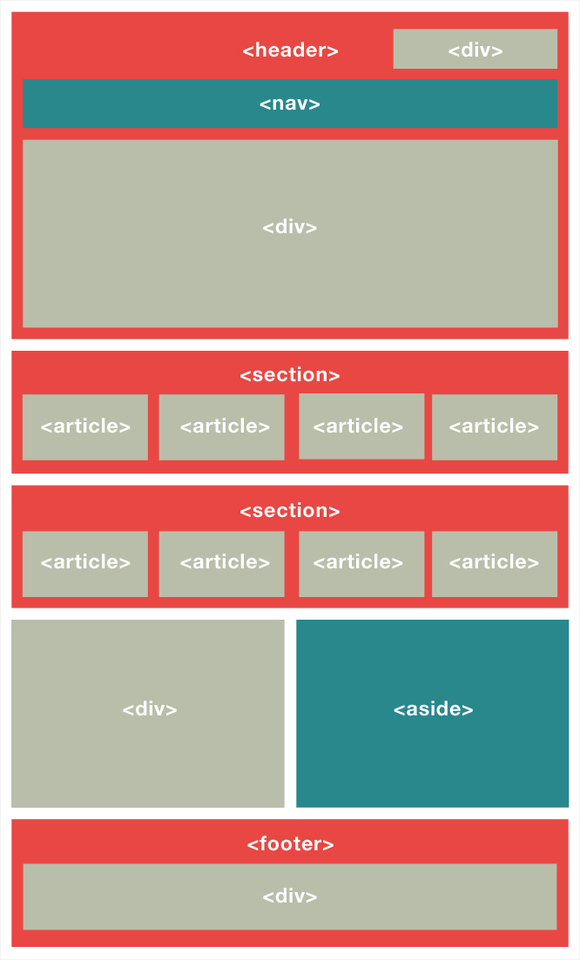 <header> <div>
<nav>
<div>
<section>
<article> <article> <article> <article>
<section>
<article> <article> <article> <article>
<div> <aside>
<footer>
<div>